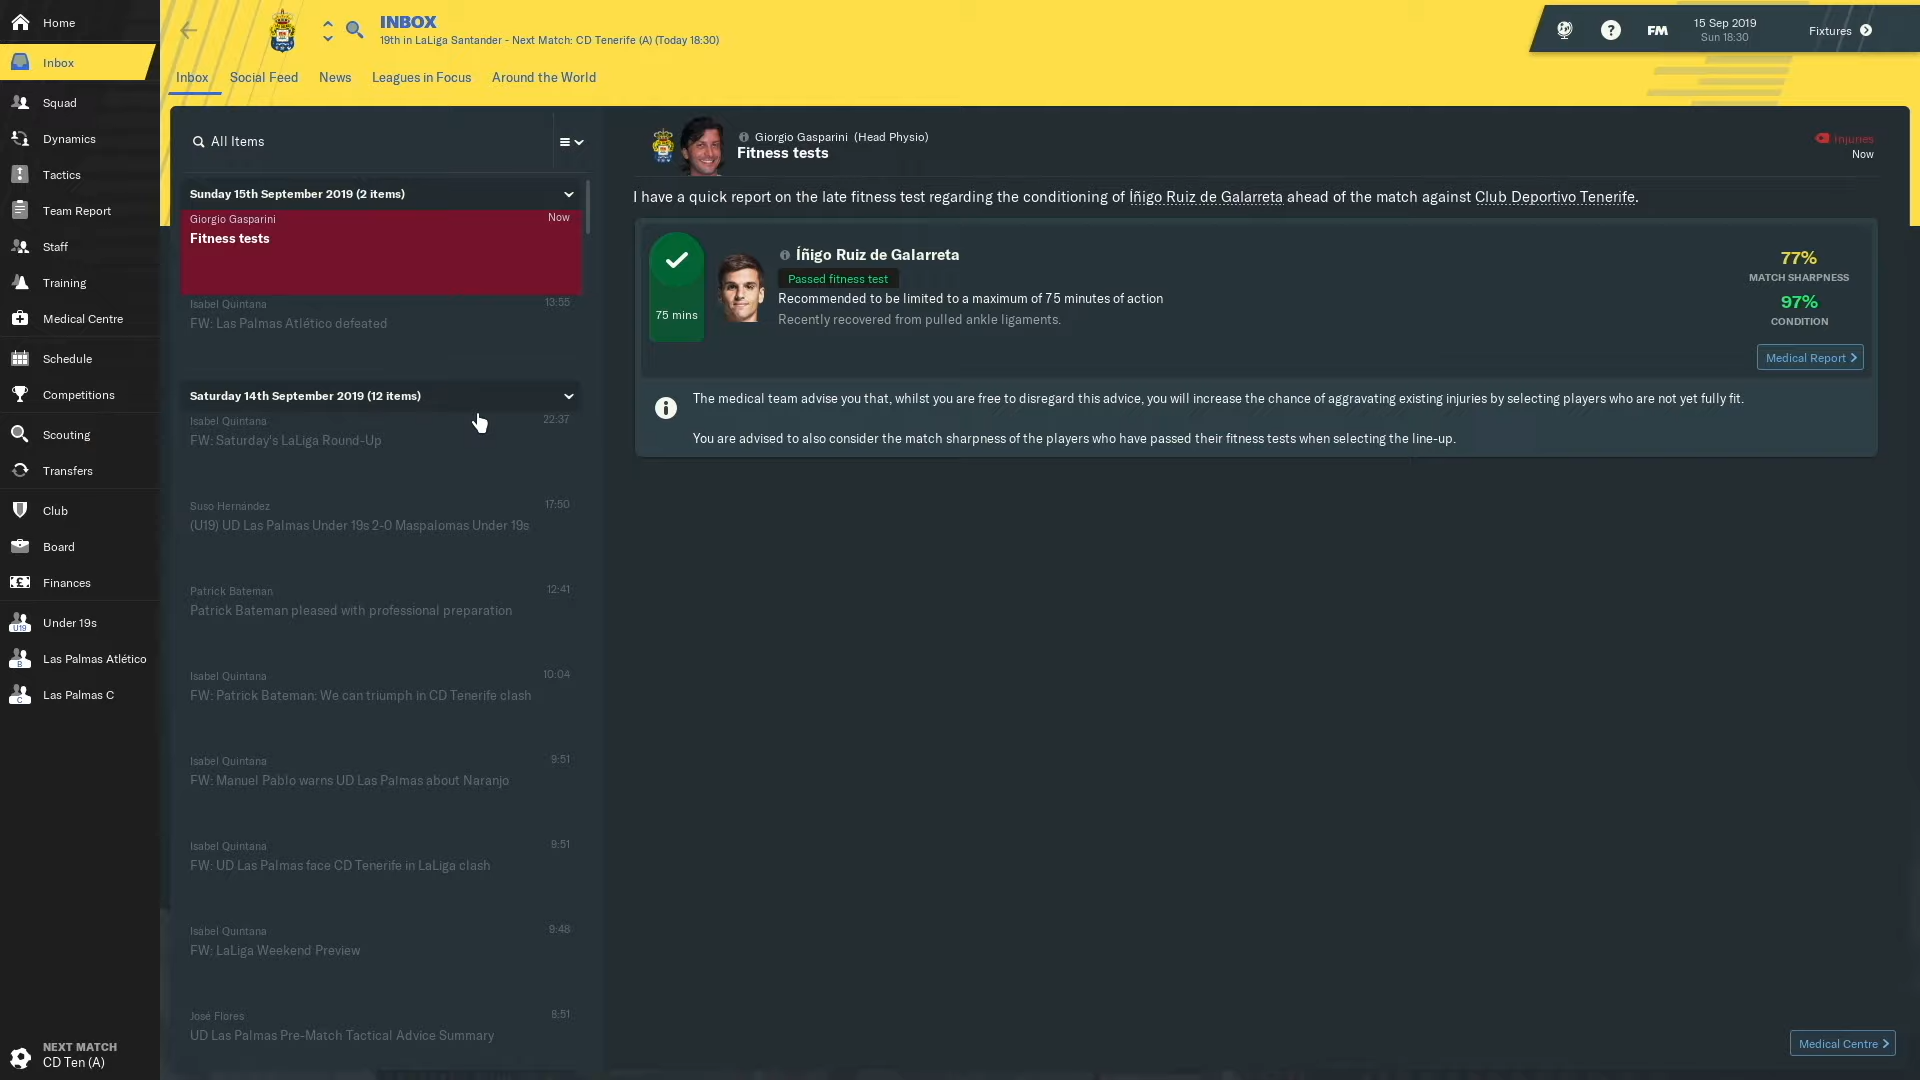 Home
Inbox
Squad
Dynamics
Tactics
Team Report
Staff
Training
Medical Centre
Schedule
Competitions
Scouting
Transfers
Club
Board
Finances
U19
Under 19s
B
Las Palmas Atlético
C
Las Palmas C
NEXT MATCH
CD Ten (A)
INBOX
19th in LaLiga Santander - Next Match: CD Tenerife (A) (Today 18:30)
?
FM
15 Sep 2019
Sun 18:30
Fixtures
Inbox Social Feed News Leagues in Focus Around the World
All Items
Sunday 15th September 2019 (2 items)
Giorgio Gasparini Now
Fitness tests
Isabel Quintana 13:55
FW: Las Palmas Atlético defeated
Saturday 14th September 2019 (12 items)
Isabel Quintana 22:37
FW: Saturday's LaLiga Round-Up
Suso Hernández 17:50
(U19) UD Las Palmas Under 19s 2-0 Maspalomas Under 19s
Patrick Bateman 12:41
Patrick Bateman pleased with professional preparation
Isabel Quintana 10:04
FW: Patrick Bateman: We can triumph in CD Tenerife clash
Isabel Quintana 9:51
FW: Manuel Pablo warns UD Las Palmas about Naranjo
Isabel Quintana 9:51
FW: UD Las Palmas face CD Tenerife in LaLiga clash
Isabel Quintana 9:48
FW: LaLiga Weekend Preview
José Flores 8:51
UD Las Palmas Pre-Match Tactical Advice Summary
Giorgio Gasparini (Head Physio)
Fitness tests
Injuries
Now
I have a quick report on the late fitness test regarding the conditioning of Íñigo Ruiz de Galarreta ahead of the match against Club Deportivo Tenerife.
75 mins
Íñigo Ruiz de Galarreta
Passed fitness test
Recommended to be limited to a maximum of 75 minutes of action
Recently recovered from pulled ankle ligaments.
77%
MATCH SHARPNESS
97%
CONDITION
Medical Report
The medical team advise you that, whilst you are free to disregard this advice, you will increase the chance of aggravating existing injuries by selecting players who are not yet fully fit.
You are advised to also consider the match sharpness of the players who have passed their fitness tests when selecting the line-up.
Medical Centre